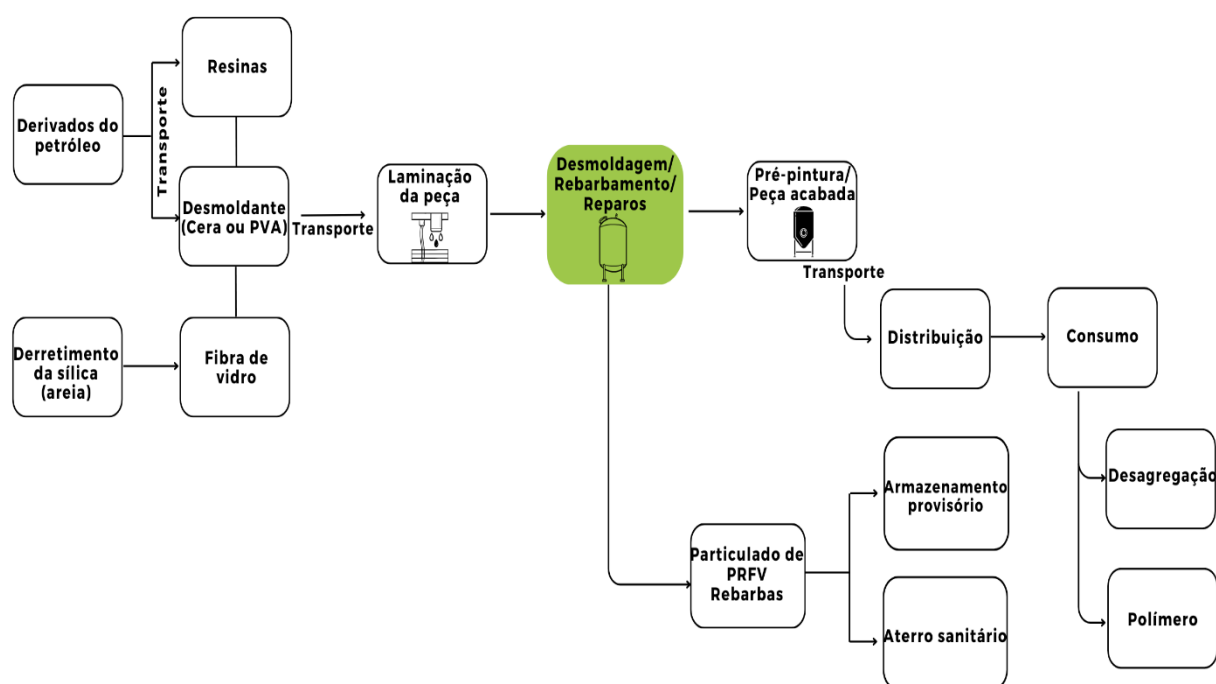 Resinas
Derivados do
petróleo
Transporte
Desmoldante
(Cera ou PVA)
Transporte
Laminação
da peça
Desmoldagem/
Rebarbamento/
Reparos
Pré-pintura/
Peça acabada
Transporte
Derretimento
da sílica
(areia)
Fibra de
vidro
Distribuição
Consumo
Armazenamento
provisório
Desagregação
Particulado de
PRFV
Rebarbas
Aterro sanitário
Polímero